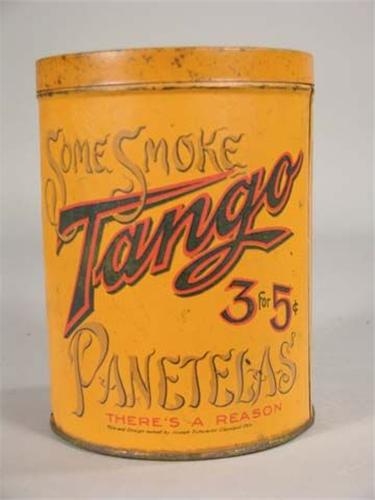 SOME SMOKE
Tango
3 for 5¢
PANETELAS
THERE'S A REASON